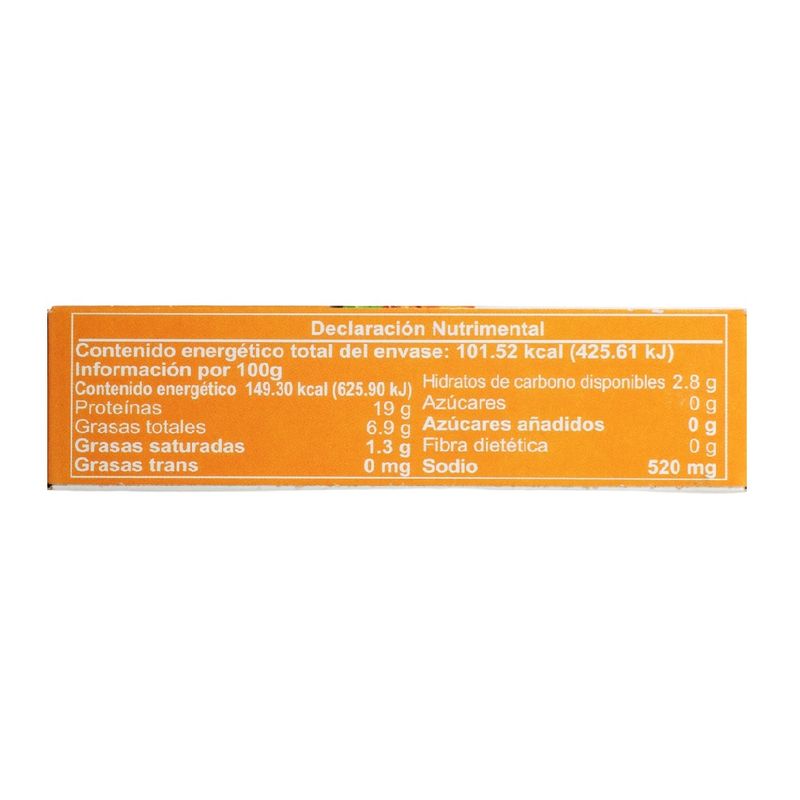 Declaración Nutrimental
Contenido energético total del envase: 101.52 kcal (425.61 kJ)
Información por 100g
Contenido energético 149.30 kcal (625.90 kJ)
Proteínas 19 g
Grasas totales 6.9 g
Grasas saturadas 1.3 g
Grasas trans 0 mg
Hidratos de carbono disponibles 2.8 g
Azúcares 0 g
Azúcares añadidos 0 g
Fibra dietética 0 g
Sodio 520 mg